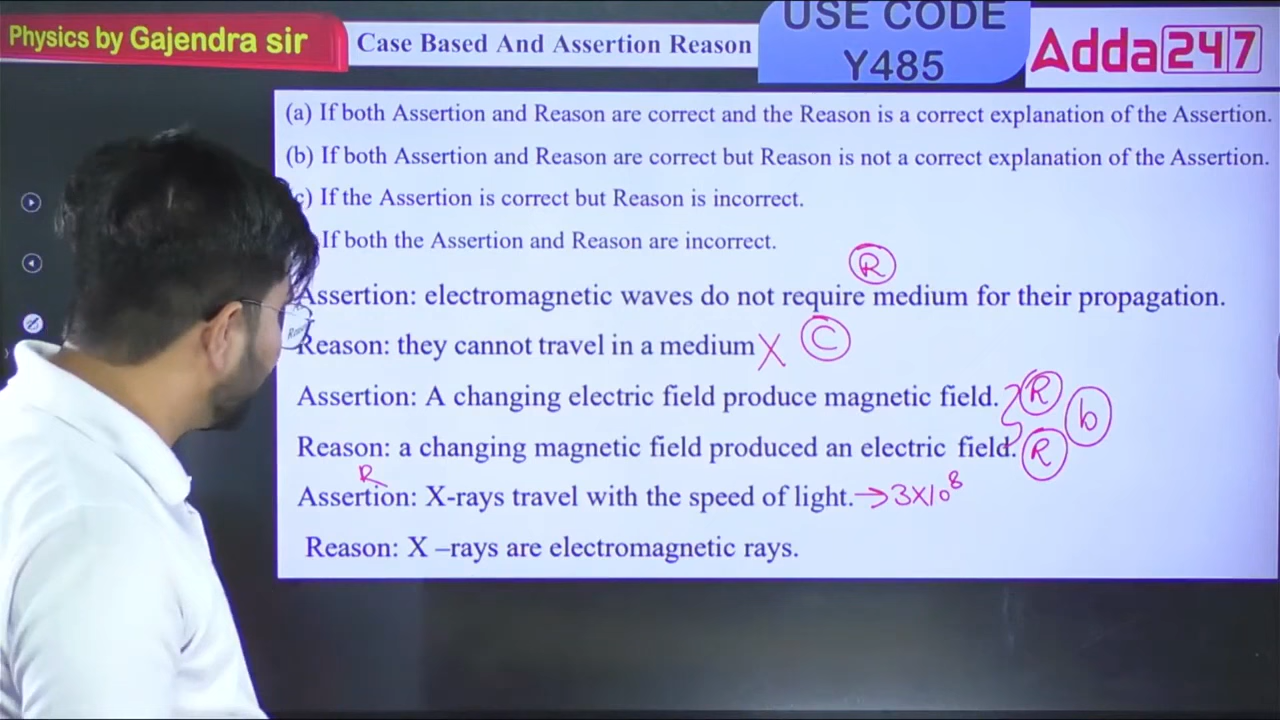 Physics by Gajendra sir
Case Based And Assertion Reason
USE CODE
Y485
Adda247
(a) If both Assertion and Reason are correct and the Reason is a correct explanation of the Assertion.
(b) If both Assertion and Reason are correct but Reason is not a correct explanation of the Assertion.
c) If the Assertion is correct but Reason is incorrect.
If both the Assertion and Reason are incorrect.
R
Assertion: electromagnetic waves do not require medium for their propagation.
Reason: they cannot travel in a medium X C
Assertion: A changing electric field produce magnetic field. R
b
Reason: a changing magnetic field produced an electric field. R
R
Assertion: X-rays travel with the speed of light. → 3×10⁸
Reason: X –rays are electromagnetic rays.